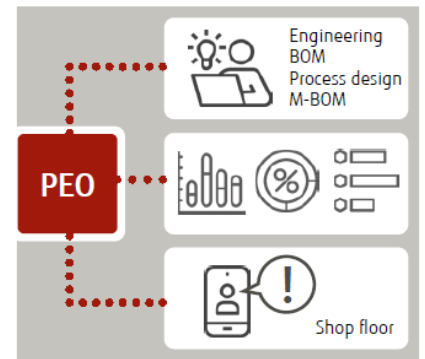 Engineering
BOM
Process design
M-BOM
PEO
%
!
Shop floor